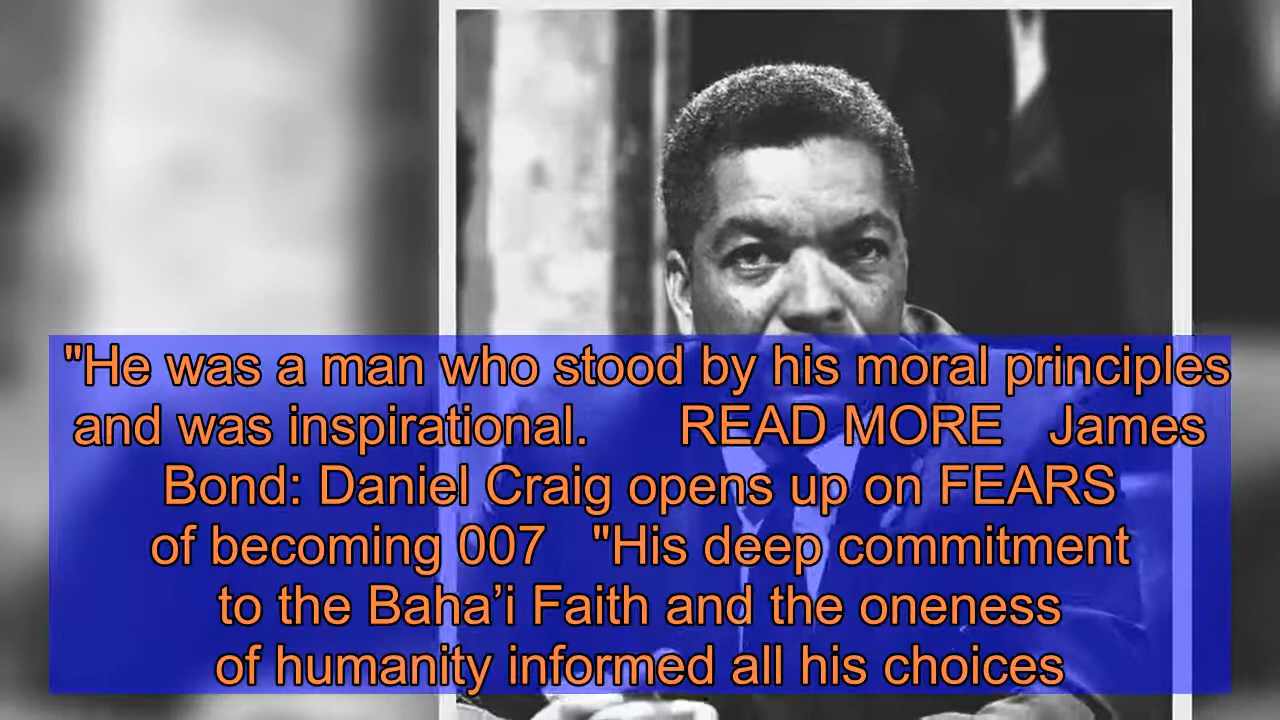 "He was a man who stood by his moral principles
and was inspirational. READ MORE James
Bond: Daniel Craig opens up on FEARS
of becoming 007 "His deep commitment
to the Baha’i Faith and the oneness
of humanity informed all his choices